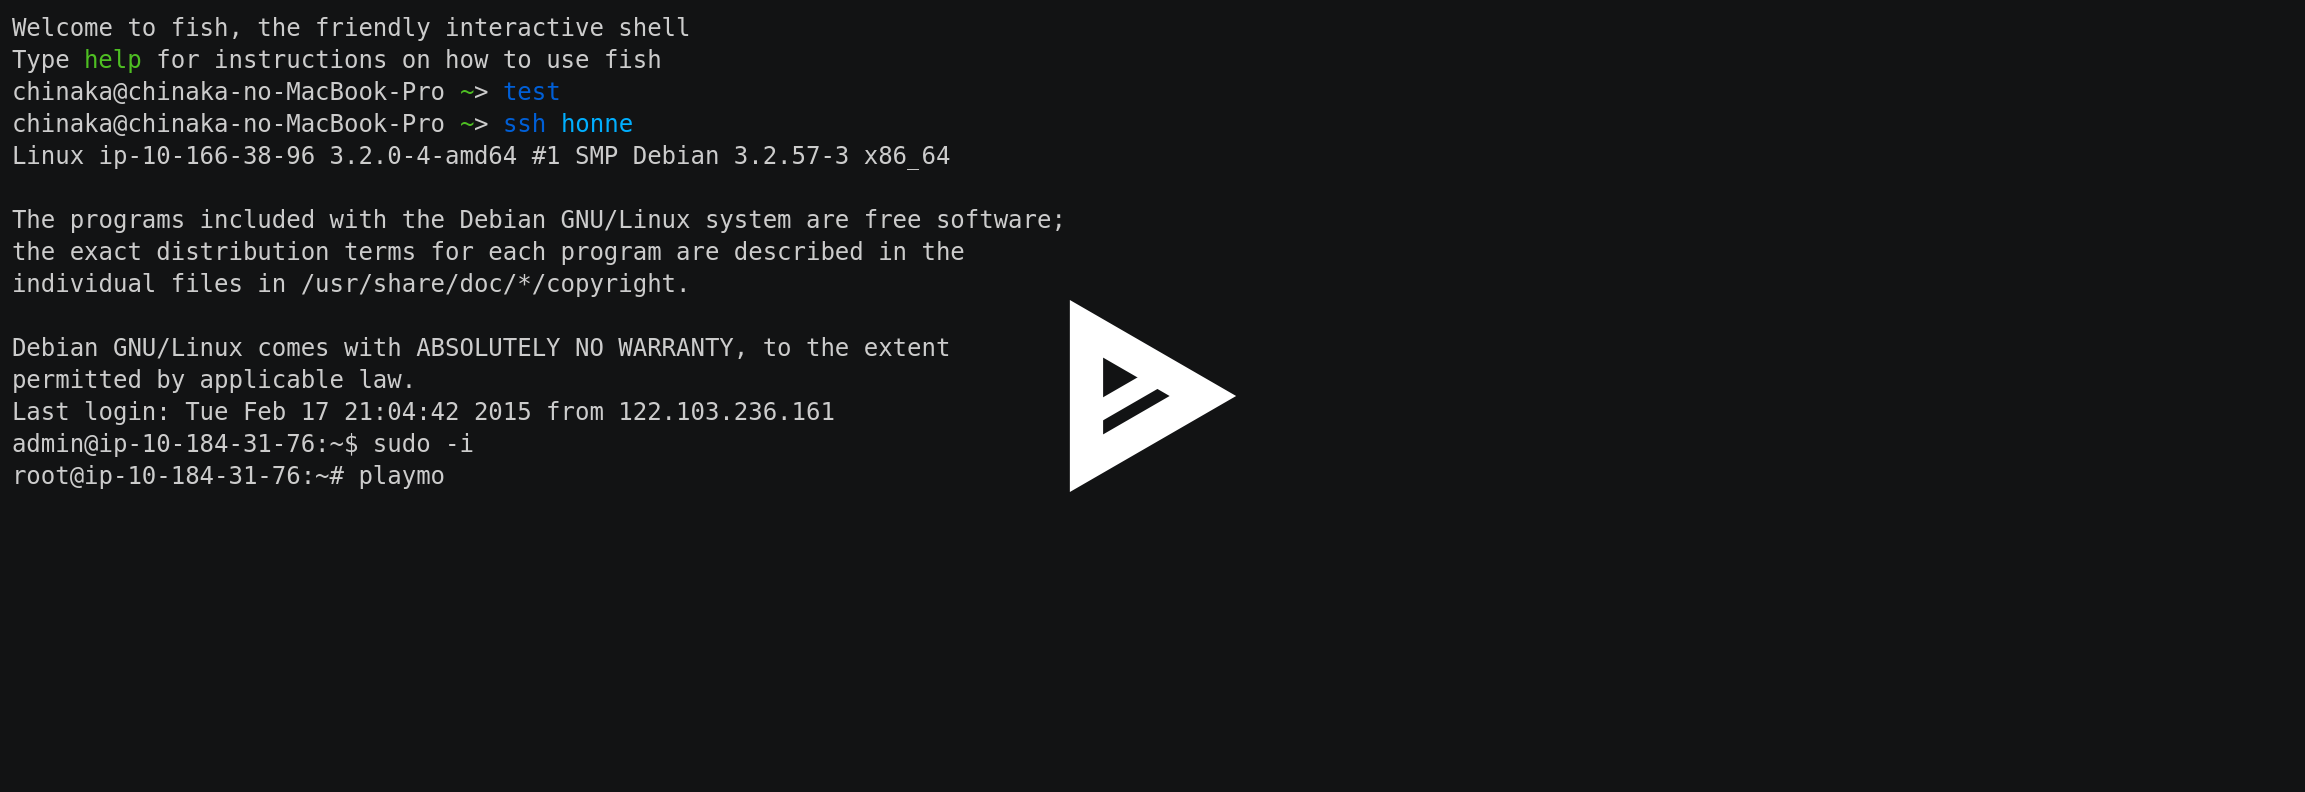 Welcome to fish, the friendly interactive shell
Type help for instructions on how to use fish
chinaka@chinaka-no-MacBook-Pro ~> test
chinaka@chinaka-no-MacBook-Pro ~> ssh honne
Linux ip-10-166-38-96 3.2.0-4-amd64 #1 SMP Debian 3.2.57-3 x86_64
The programs included with the Debian GNU/Linux system are free software;
the exact distribution terms for each program are described in the
individual files in /usr/share/doc/*/copyright.
Debian GNU/Linux comes with ABSOLUTELY NO WARRANTY, to the extent
permitted by applicable law.
Last login: Tue Feb 17 21:04:42 2015 from 122.103.236.161
admin@ip-10-184-31-76:~$ sudo -i
root@ip-10-184-31-76:~# playmo